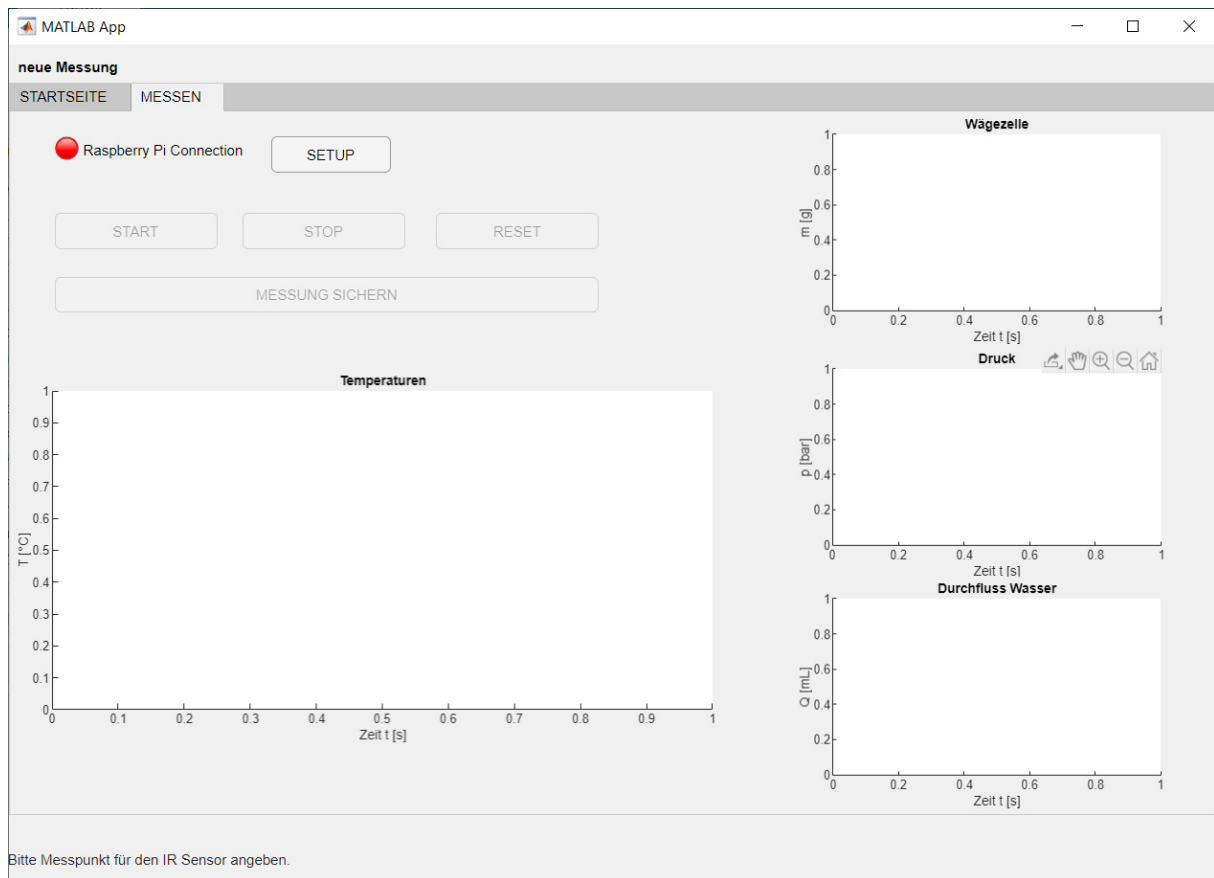 MATLAB App
neue Messung
STARTSEITE MESSEN
Raspberry Pi Connection SETUP
START STOP RESET
MESSUNG SICHERN
Temperaturen
1
0.9
0.8
0.7
0.6
0.5
0.4
0.3
0.2
0.1
0
T [°C]
0 0.1 0.2 0.3 0.4 0.5 0.6 0.7 0.8 0.9 1
Zeit t [s]
Wägezelle
1
0.8
0.6
0.4
0.2
0
m [g]
0 0.2 0.4 0.6 0.8 1
Zeit t [s]
Druck
1
0.8
0.6
0.4
0.2
0
p [bar]
0 0.2 0.4 0.6 0.8 1
Zeit t [s]
Durchfluss Wasser
1
0.8
0.6
0.4
0.2
0
Q [mL]
0 0.2 0.4 0.6 0.8 1
Zeit t [s]
Bitte Messpunkt für den IR Sensor angeben.